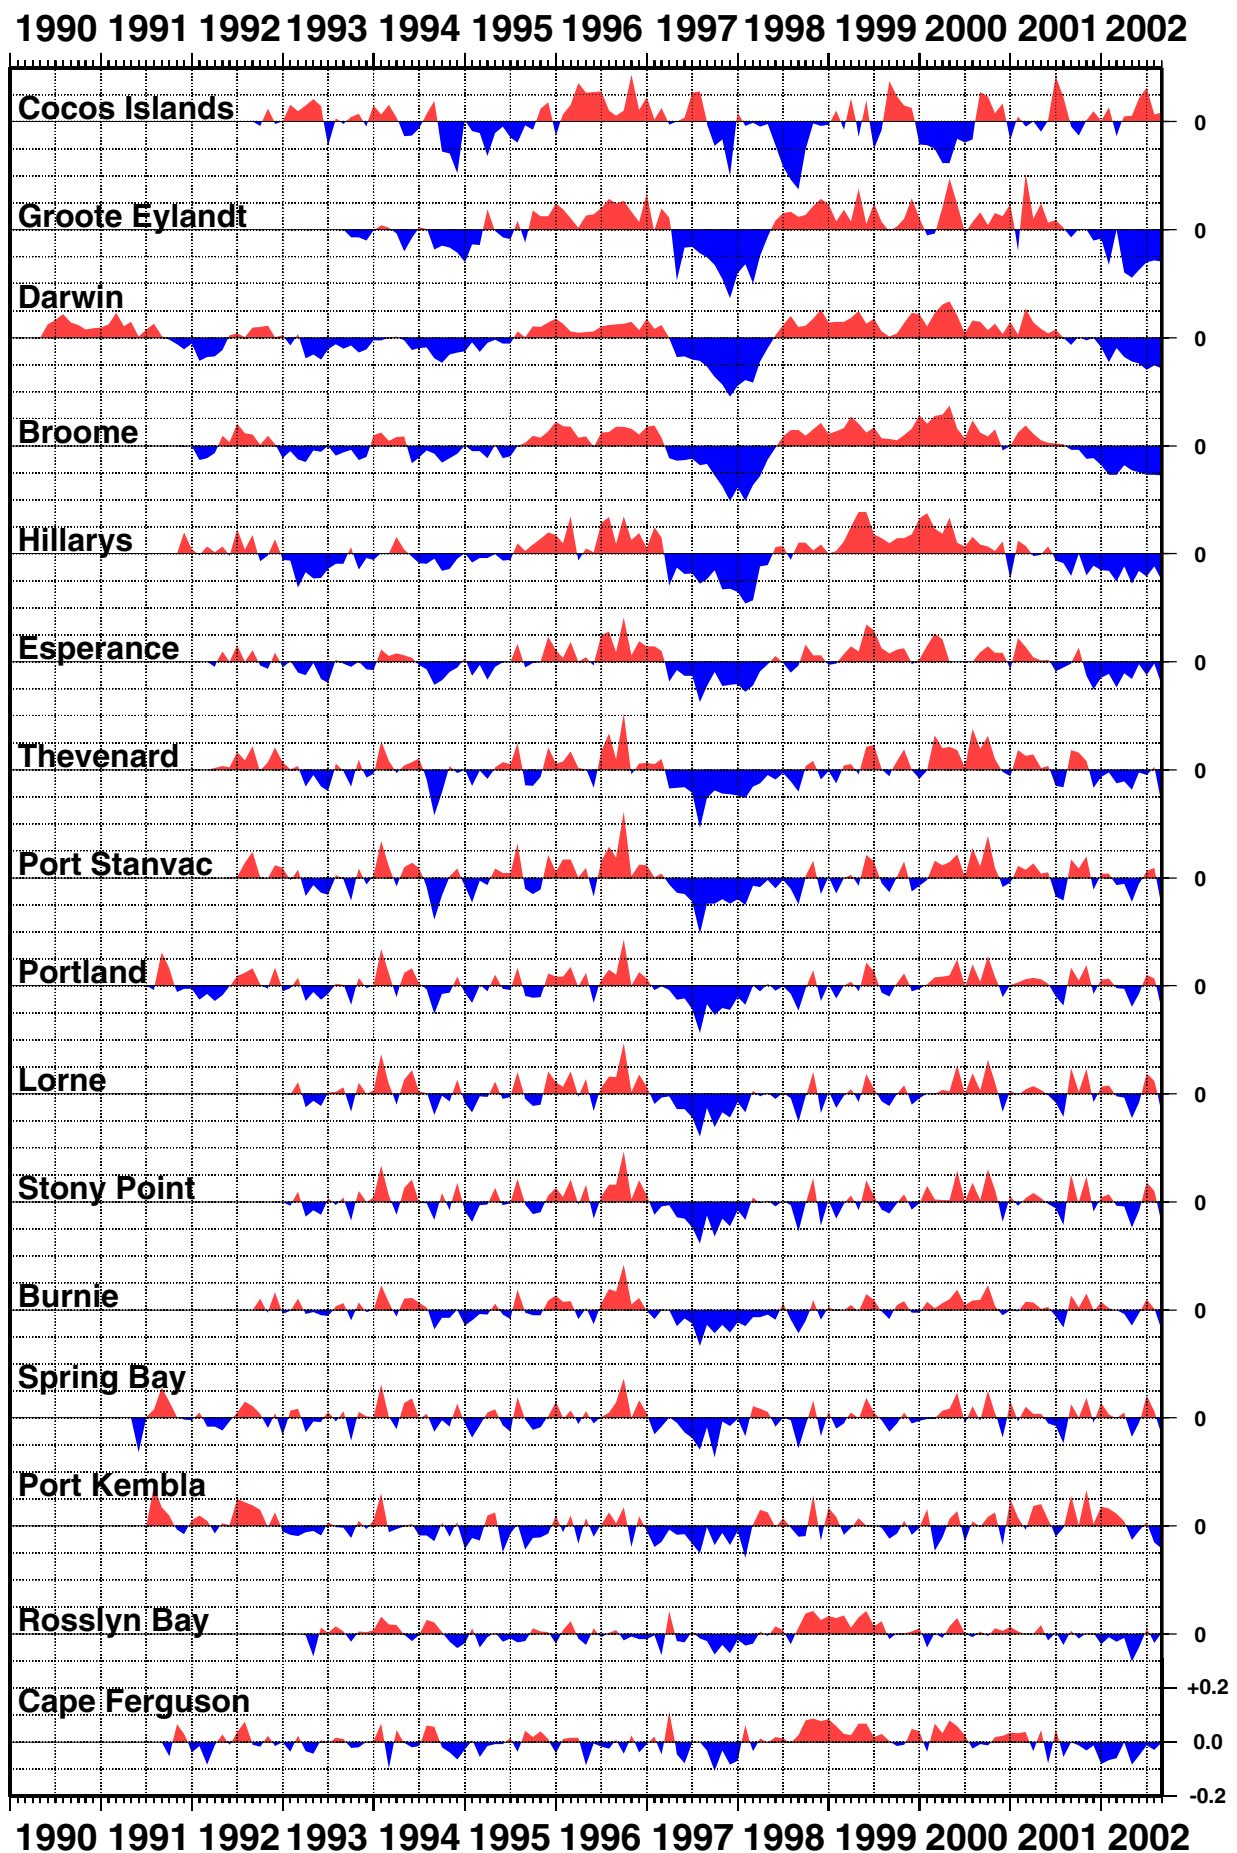 1990 1991 1992 1993 1994 1995 1996 1997 1998 1999 2000 2001 2002
Cocos Islands 0
Groote Eylandt 0
Darwin 0
Broome 0
Hillarys 0
Esperance 0
Thevenard 0
Port Stanvac 0
Portland 0
Lorne 0
Stony Point 0
Burnie 0
Spring Bay 0
Port Kembla 0
Rosslyn Bay 0
+0.2
Cape Ferguson 0.0
-0.2
1990 1991 1992 1993 1994 1995 1996 1997 1998 1999 2000 2001 2002